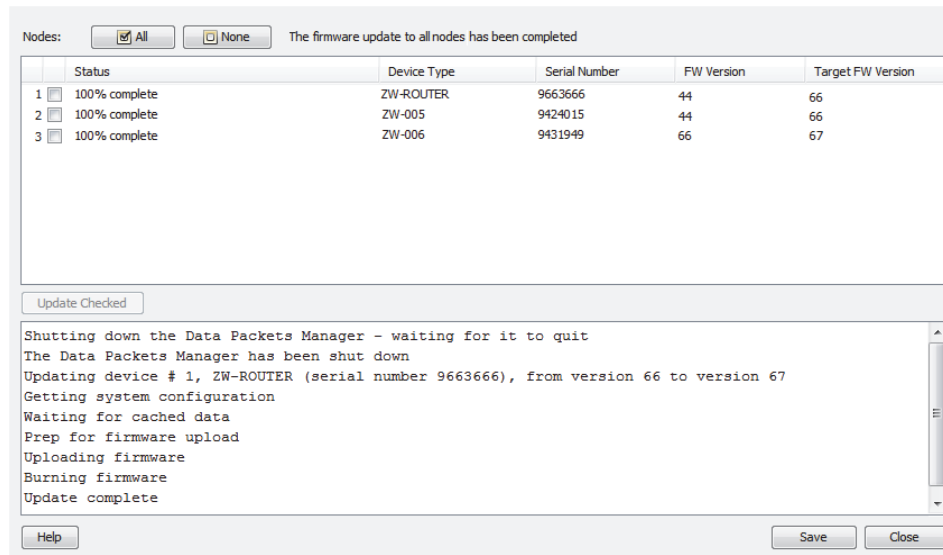 Nodes: All None The firmware update to all nodes has been completed
Status Device Type Serial Number FW Version Target FW Version
1 100% complete ZW-ROUTER 9663666 44 66
2 100% complete ZW-005 9424015 44 66
3 100% complete ZW-006 9431949 66 67
Update Checked
Shutting down the Data Packets Manager - waiting for it to quit
The Data Packets Manager has been shut down
Updating device # 1, ZW-ROUTER (serial number 9663666), from version 66 to version 67
Getting system configuration
Waiting for cached data
Prep for firmware upload
Uploading firmware
Burning firmware
Update complete
Help Save Close